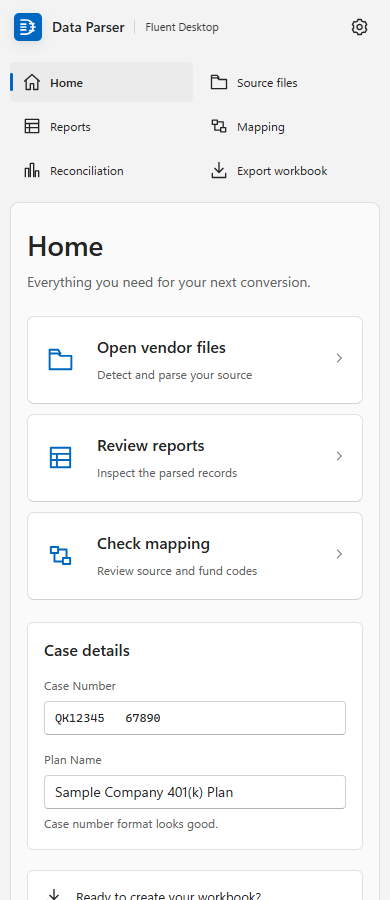 Data Parser
Fluent Desktop
Home
Source files
Reports
Mapping
Reconciliation
Export workbook
Home
Everything you need for your next conversion.
Open vendor files
Detect and parse your source
Review reports
Inspect the parsed records
Check mapping
Review source and fund codes
Case details
Case Number
QK12345   67890
Plan Name
Sample Company 401(k) Plan
Case number format looks good.
Ready to create your workbook?